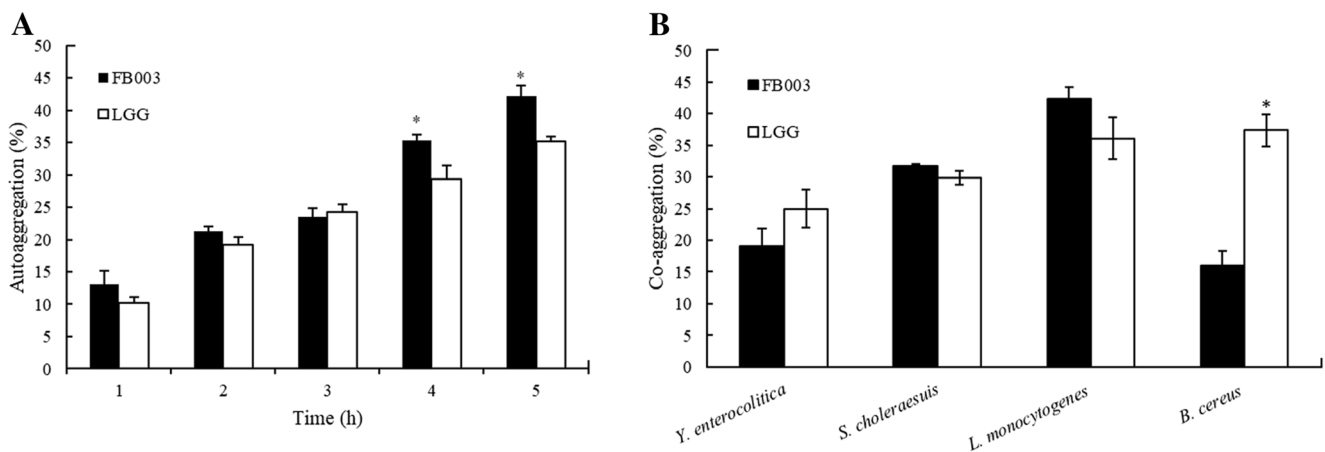 A
50
45
40
35
30
25
20
15
10
5
0
Autoaggregation (%)
FB003
LGG
*
*
1 2 3 4 5
Time (h)
B
50
45
40
35
30
25
20
15
10
5
0
Co-aggregation (%)
FB003
LGG
*
Y. enterocolitica
S. choleraesuis
L. monocytogenes
B. cereus